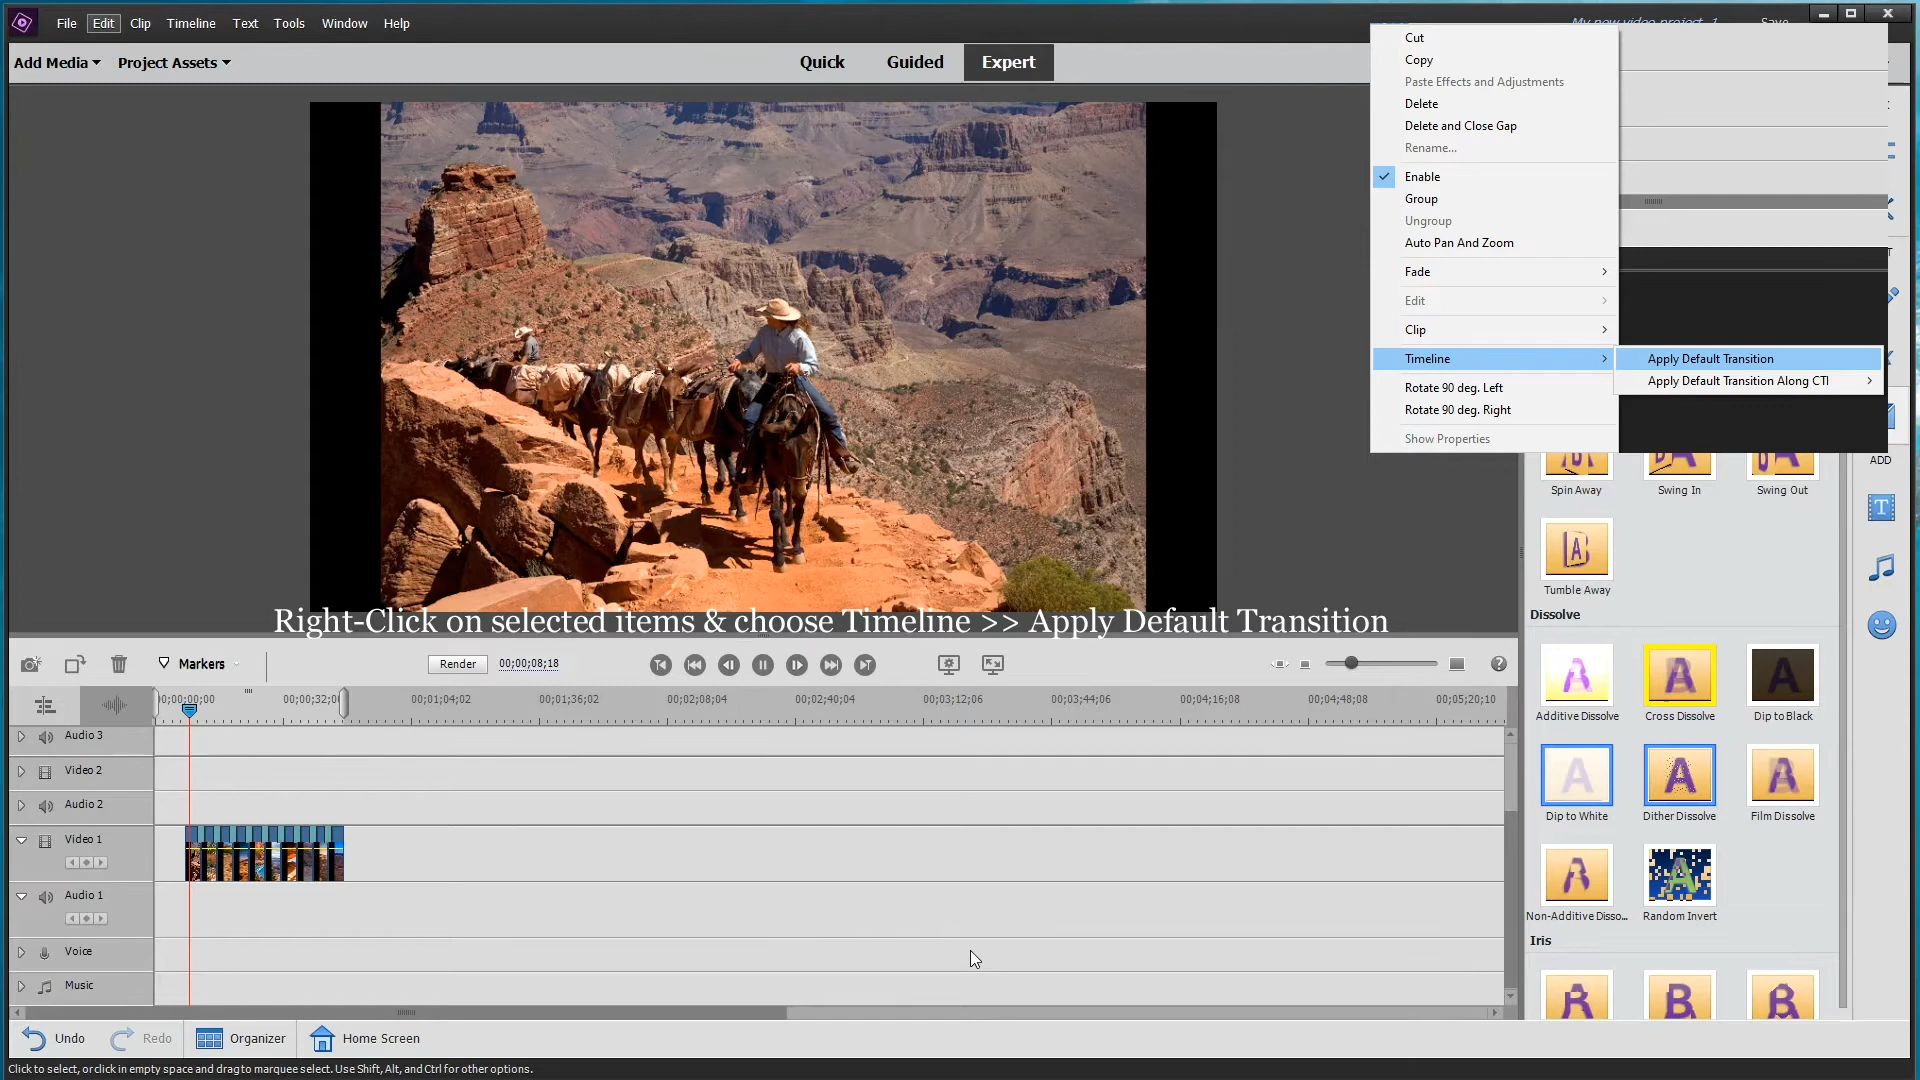 File Edit Clip Timeline Text Tools Window Help
My new video project_1 Save
Add Media Project Assets
Quick Guided Expert
Cut
Copy
Paste Effects and Adjustments
Delete
Delete and Close Gap
Rename...
Enable
Group
Ungroup
Auto Pan And Zoom
Fade
Edit
Clip
Timeline
Apply Default Transition
Apply Default Transition Along CTI
Rotate 90 deg. Left
Rotate 90 deg. Right
Show Properties
ADD
Spin Away Swing In Swing Out
Tumble Away
Dissolve
Additive Dissolve Cross Dissolve Dip to Black
Dip to White Dither Dissolve Film Dissolve
Non-Additive Disso... Random Invert
Iris
Right-Click on selected items & choose Timeline >> Apply Default Transition
Markers Render 00;00;08;18
00;00;00;00 00;01;04;02 00;01;36;02 00;02;08;04 00;02;40;04 00;03;12;06 00;03;44;06 00;04;16;08 00;04;48;08 00;05;20;10
Audio 3
Video 2
Audio 2
Video 1
Audio 1
Voice
Music
Undo Redo Organizer Home Screen
Click to select, or click in empty space and drag to marquee select. Use Shift, Alt, and Ctrl for other options.